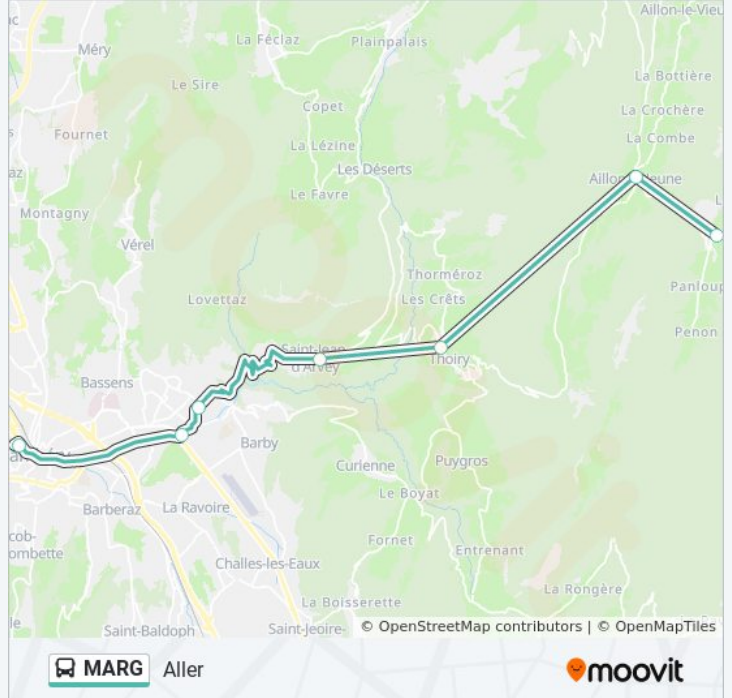 Aillon-le-Vieu
La Féclaz
Plainpalais
Méry
La Bottière
Le Sire
Copet
La Crochère
Fournet
La Combe
La Lézine
Les Déserts
Le Favre
Montagny
Vérel
Thorméroz
Panloup
Lovettaz
Les Crêts
Penon
Saint-Jean
d'Arvey
Thoiry
Bassens
Barby
Curienne
Puygros
Le Boyat
La Ravoire
Barberaz
Fornet
Entrenant
Challes-les-Eaux
La Rongère
La Boisserette
Saint-Baldoph
Saint-Jeoire-
© OpenStreetMap contributors | © OpenMapTiles
MARG Aller
moovit